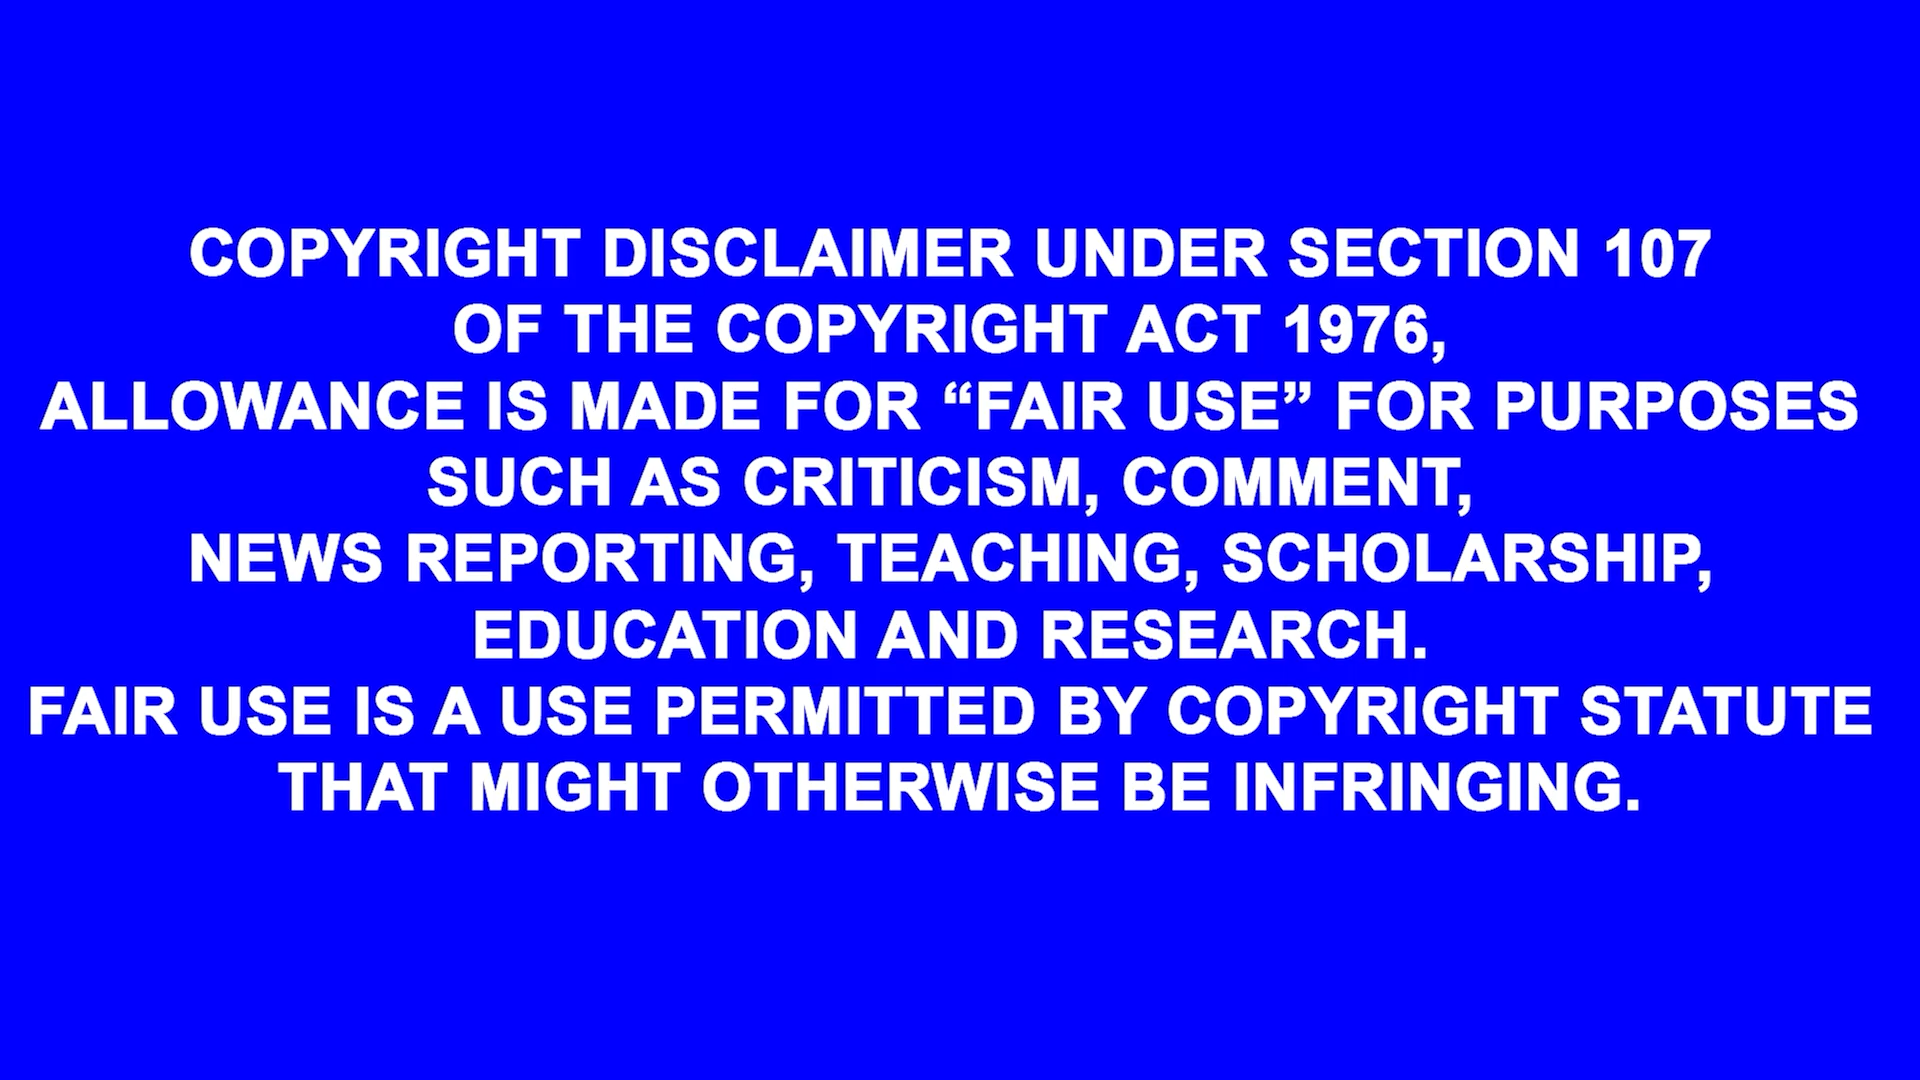 COPYRIGHT DISCLAIMER UNDER SECTION 107
OF THE COPYRIGHT ACT 1976,
ALLOWANCE IS MADE FOR “FAIR USE” FOR PURPOSES
SUCH AS CRITICISM, COMMENT,
NEWS REPORTING, TEACHING, SCHOLARSHIP,
EDUCATION AND RESEARCH.
FAIR USE IS A USE PERMITTED BY COPYRIGHT STATUTE
THAT MIGHT OTHERWISE BE INFRINGING.